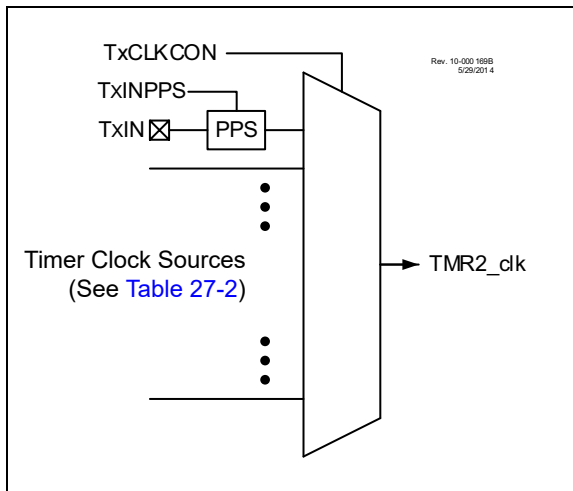 TxCLKCON
Rev. 10-000 169B
5/29/2014
TxINPPS
TxIN
PPS
Timer Clock Sources
(See Table 27-2)
TMR2_clk